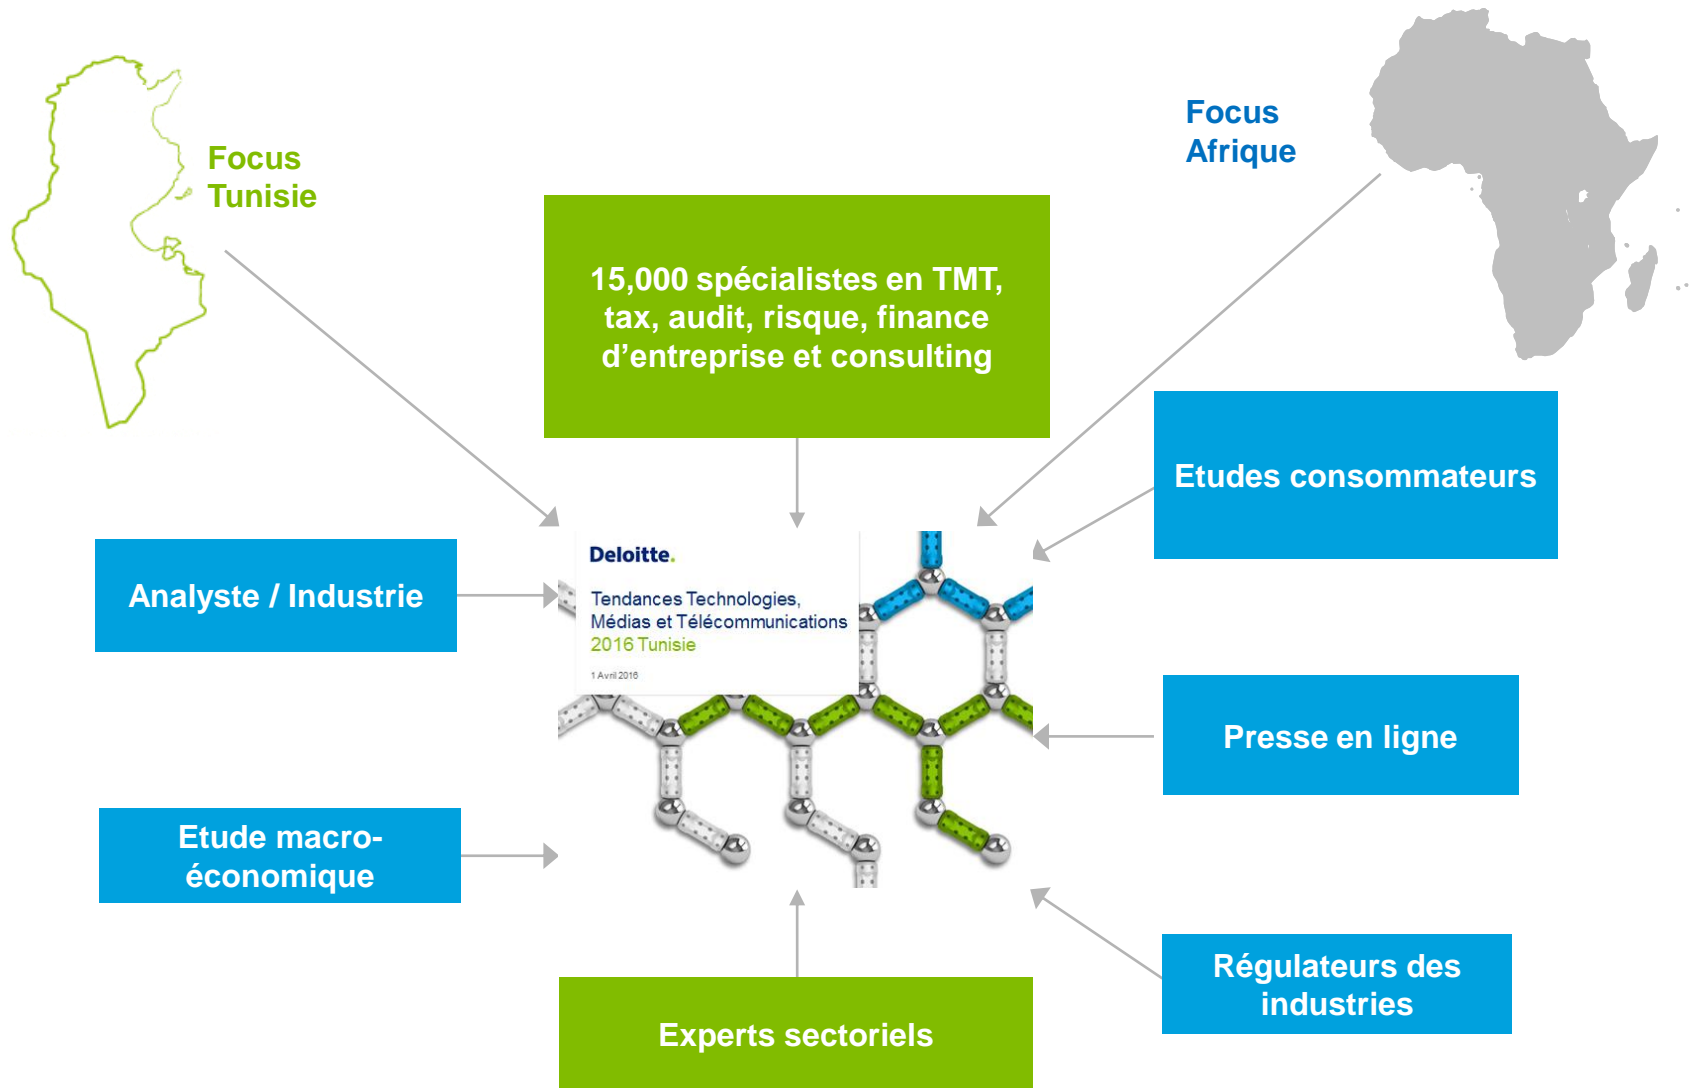 Focus
Tunisie
Focus
Afrique
15,000 spécialistes en TMT,
tax, audit, risque, finance
d’entreprise et consulting
Etudes consommateurs
Analyste / Industrie
Deloitte.
Tendances Technologies,
Médias et Télécommunications
2016 Tunisie
1 Avril 2016
Presse en ligne
Etude macro-
économique
Régulateurs des
industries
Experts sectoriels